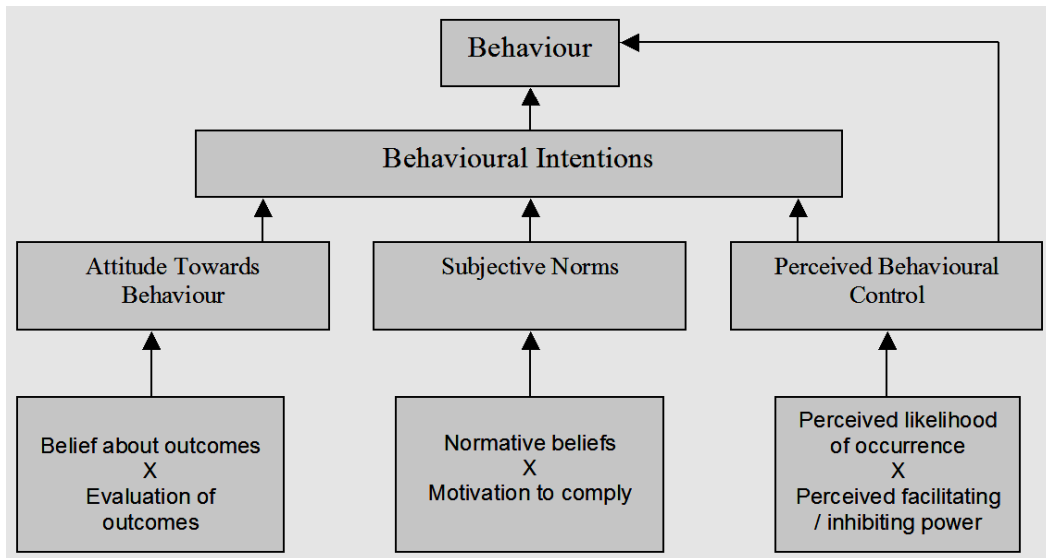 Behaviour
Behavioural Intentions
Attitude Towards
Behaviour
Subjective Norms
Perceived Behavioural
Control
Belief about outcomes
X
Evaluation of
outcomes
Normative beliefs
X
Motivation to comply
Perceived likelihood
of occurrence
X
Perceived facilitating
/ inhibiting power